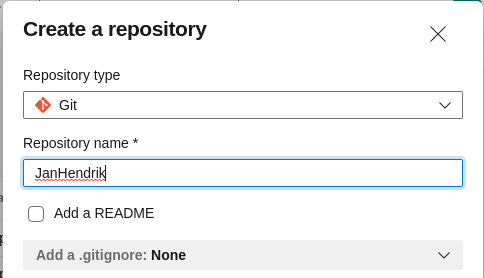 Create a repository
Repository type
Git
Repository name *
JanHendrik
Add a README
Add a .gitignore: None